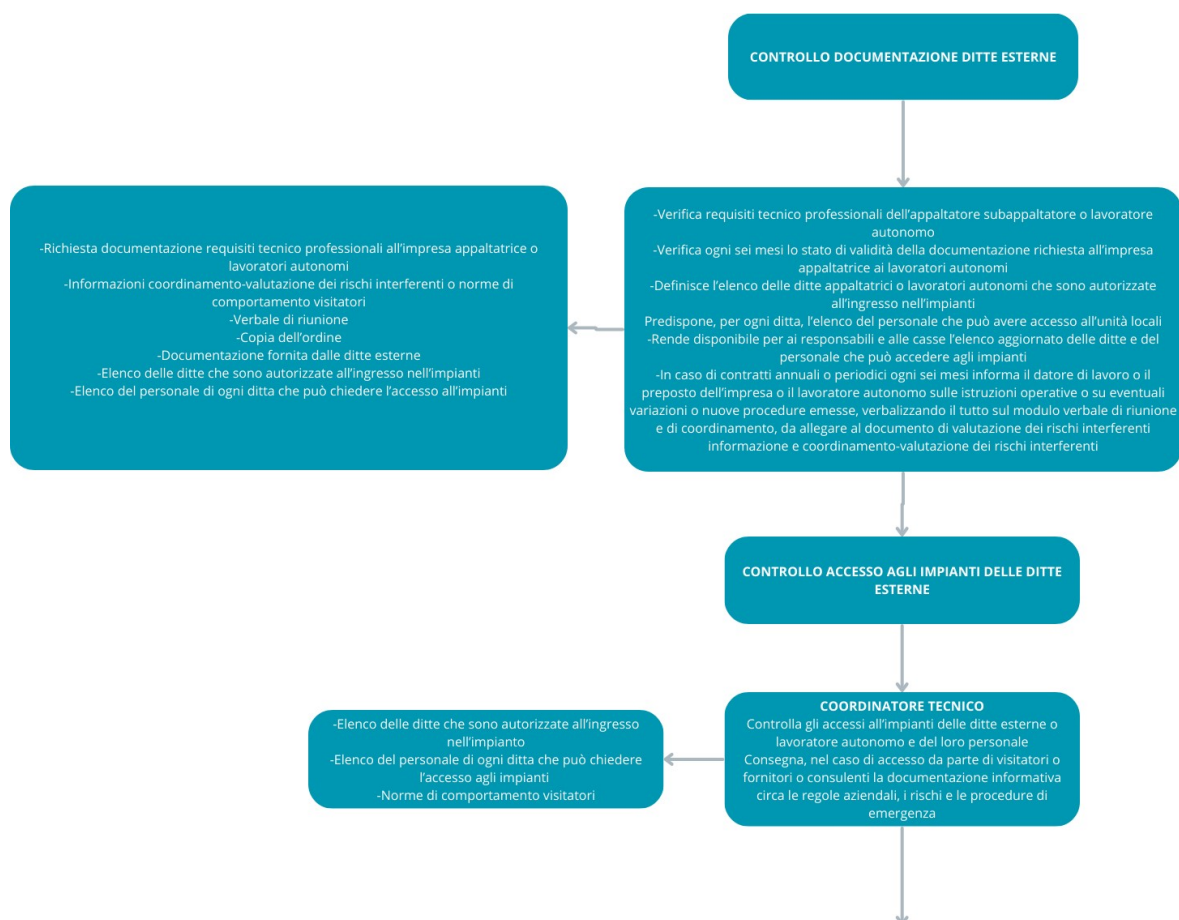 CONTROLLO DOCUMENTAZIONE DITTE ESTERNE
-Verifica requisiti tecnico professionali dell’appaltatore subappaltatore o lavoratore
autonomo
-Verifica ogni sei mesi lo stato di validità della documentazione richiesta all’impresa
appaltatrice ai lavoratori autonomi
-Definisce l’elenco delle ditte appaltatrici o lavoratori autonomi che sono autorizzate
all’ingresso nell’impianti
Predispone, per ogni ditta, l’elenco del personale che può avere accesso all’unità locali
-Rende disponibile per ai responsabili e alle casse l’elenco aggiornato delle ditte e del
personale che può accedere agli impianti
-In caso di contratti annuali o periodici ogni sei mesi informa il datore di lavoro o il
preposto dell’impresa o il lavoratore autonomo sulle istruzioni operative o su eventuali
variazioni o nuove procedure emesse, verbalizzando il tutto sul modulo verbale di riunione
e di coordinamento, da allegare al documento di valutazione dei rischi interferenti
informazione e coordinamento-valutazione dei rischi interferenti
-Richiesta documentazione requisiti tecnico professionali all’impresa appaltatrice o
lavoratori autonomi
-Informazioni coordinamento-valutazione dei rischi interferenti o norme di
comportamento visitatori
-Verbale di riunione
-Copia dell’ordine
-Documentazione fornita dalle ditte esterne
-Elenco delle ditte che sono autorizzate all’ingresso nell’impianti
-Elenco del personale di ogni ditta che può chiedere l’accesso all’impianti
CONTROLLO ACCESSO AGLI IMPIANTI DELLE DITTE
ESTERNE
COORDINATORE TECNICO
Controlla gli accessi all’impianti delle ditte esterne o
lavoratore autonomo e del loro personale
Consegna, nel caso di accesso da parte di visitatori o
fornitori o consulenti la documentazione informativa
circa le regole aziendali, i rischi e le procedure di
emergenza
-Elenco delle ditte che sono autorizzate all’ingresso
nell’impianto
-Elenco del personale di ogni ditta che può chiedere
l’accesso agli impianti
-Norme di comportamento visitatori